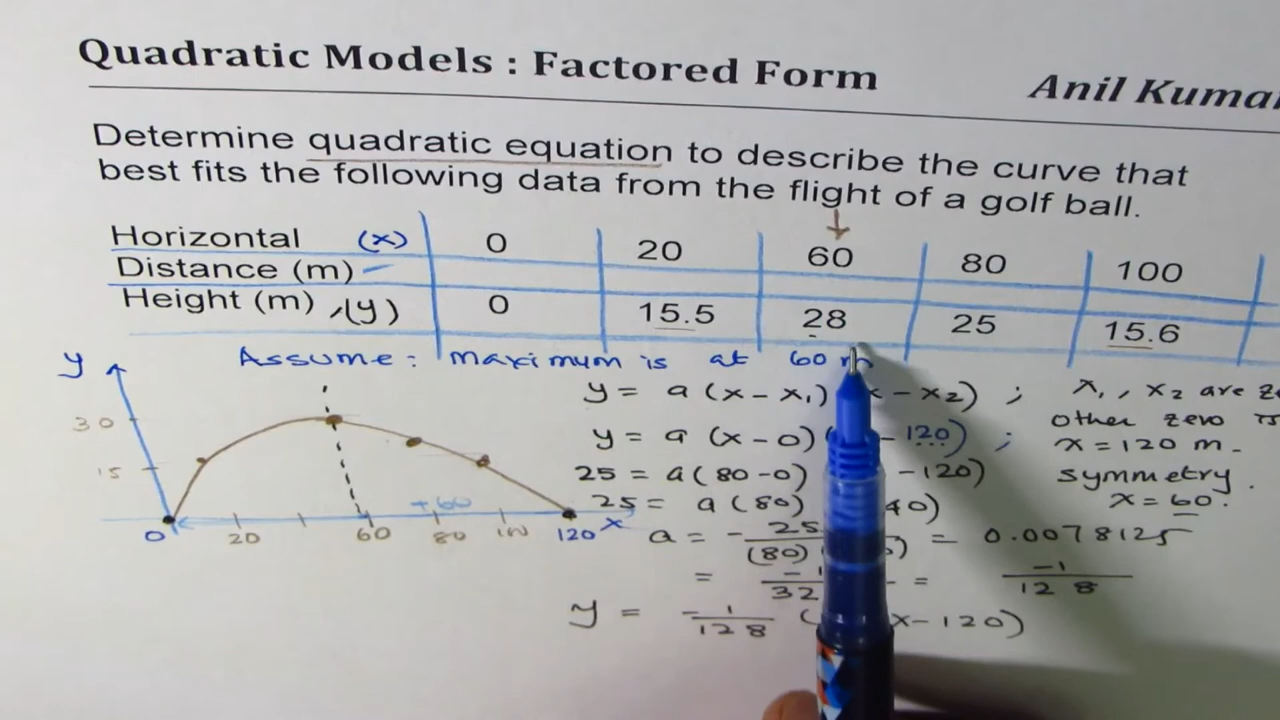 Quadratic Models : Factored Form
Anil Kumar
Determine quadratic equation to describe the curve that
best fits the following data from the flight of a golf ball.
Horizontal (x) 0 20 60 80 100
Distance (m)
Height (m) (y) 0 15.5 28 25 15.6
Assume: maximum is at 60 m
y
30
15
0 20 60 80 100 120 x
+60
y = a (x - x1) - x2) ; x1, x2 are
y = a (x - 0) ( - 120) ; other zero is
x = 120 m.
25 = a (80 - 0) - 120) symmetry.
25 = a (80) 40) x = 60.
a = - 25 / (80) ) = 0.0078125
= -1 / 32 = -1 / 128
y = -1 / 128 ( x - 120)